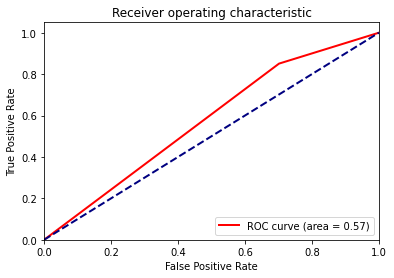 Receiver operating characteristic
True Positive Rate
1.0
0.8
0.6
0.4
0.2
0.0
ROC curve (area = 0.57)
0.0 0.2 0.4 0.6 0.8 1.0
False Positive Rate